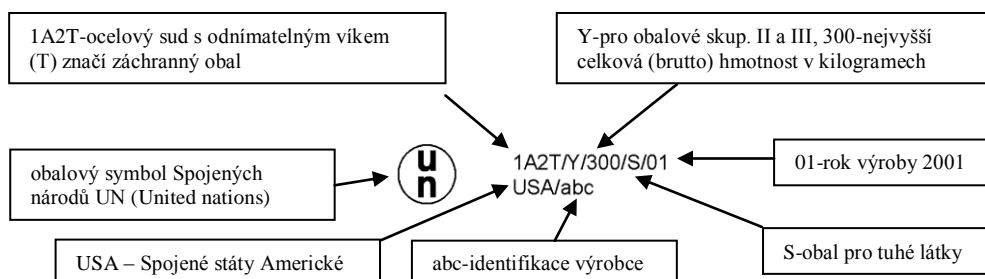 1A2T-ocelový sud s odnímatelným víkem
(T) značí záchranný obal
Y-pro obalové skup. II a III, 300-nejvyšší
celková (brutto) hmotnost v kilogramech
obalový symbol Spojených
národů UN (United nations)
un
1A2T/Y/300/S/01
USA/abc
01-rok výroby 2001
USA – Spojené státy Americké
abc-identifikace výrobce
S-obal pro tuhé látky